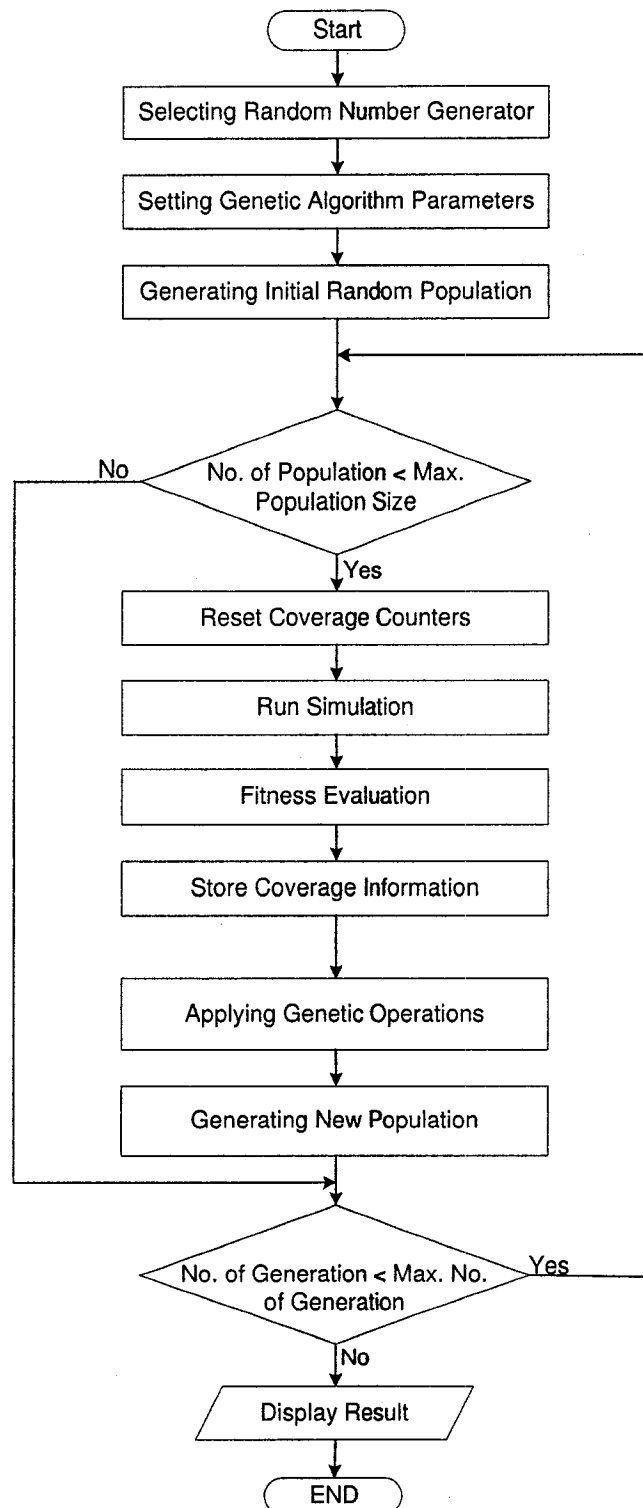 Start
Selecting Random Number Generator
Setting Genetic Algorithm Parameters
Generating Initial Random Population
No
No. of Population < Max.
Population Size
Yes
Reset Coverage Counters
Run Simulation
Fitness Evaluation
Store Coverage Information
Applying Genetic Operations
Generating New Population
No. of Generation < Max. No.
of Generation
Yes
No
Display Result
END